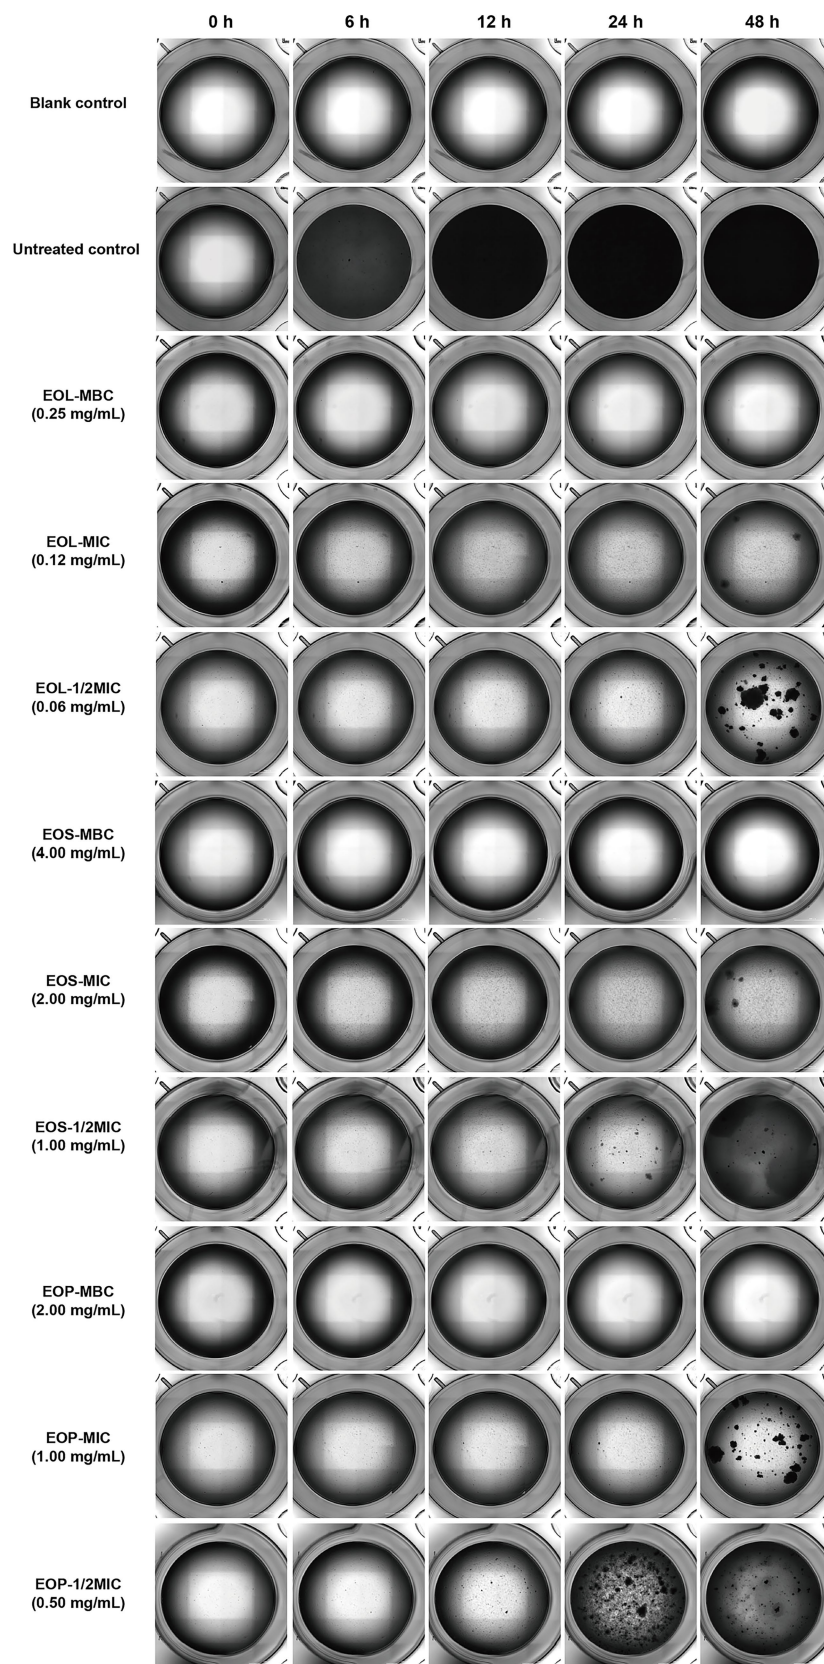 0 h 6 h 12 h 24 h 48 h
Blank control
Untreated control
EOL-MBC
(0.25 mg/mL)
EOL-MIC
(0.12 mg/mL)
EOL-1/2MIC
(0.06 mg/mL)
EOS-MBC
(4.00 mg/mL)
EOS-MIC
(2.00 mg/mL)
EOS-1/2MIC
(1.00 mg/mL)
EOP-MBC
(2.00 mg/mL)
EOP-MIC
(1.00 mg/mL)
EOP-1/2MIC
(0.50 mg/mL)